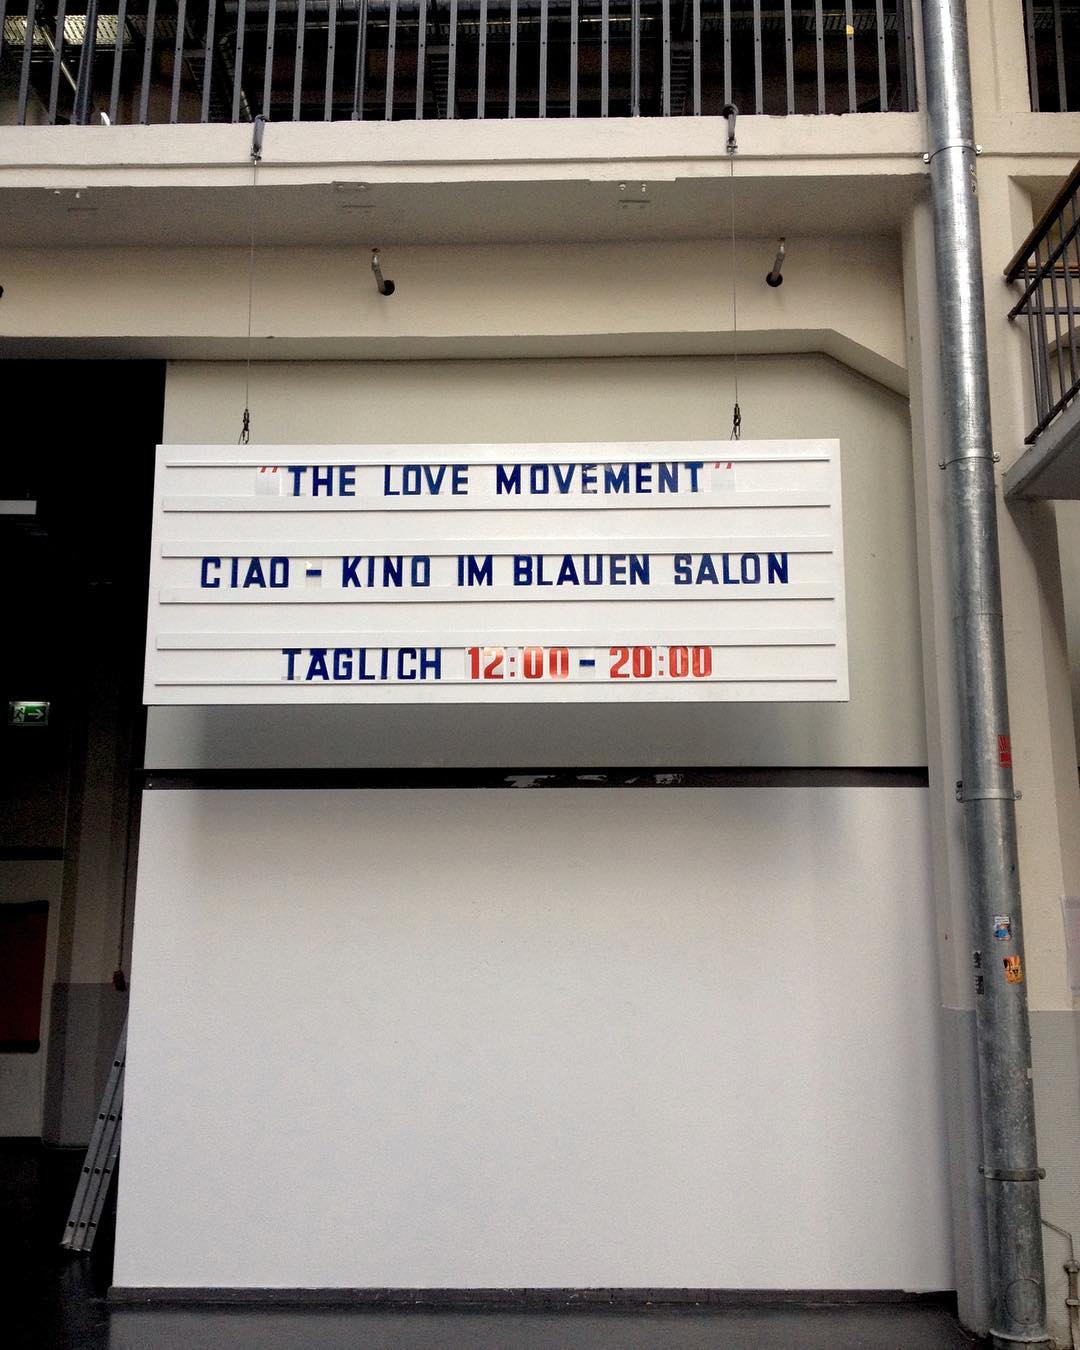 "THE LOVE MOVEMENT"
CIAO - KINO IM BLAUEN SALON
TÄGLICH 12:00 - 20:00